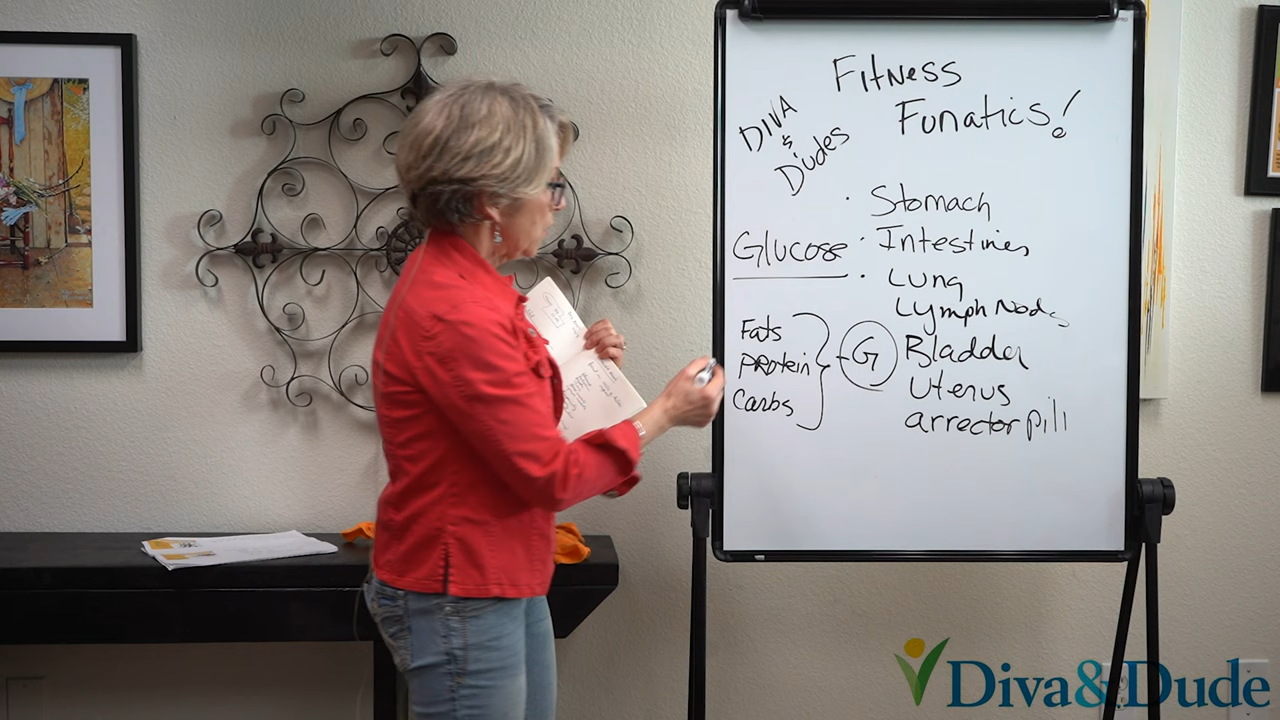 Fitness
Funatics!
DIVA
&
Dudes
· Stomach
Glucose · Intestines
· Lung
Lymph Nodes
Fats
Protein
Carbs
G
Bladder
Uterus
arrector pili
Diva&Dude